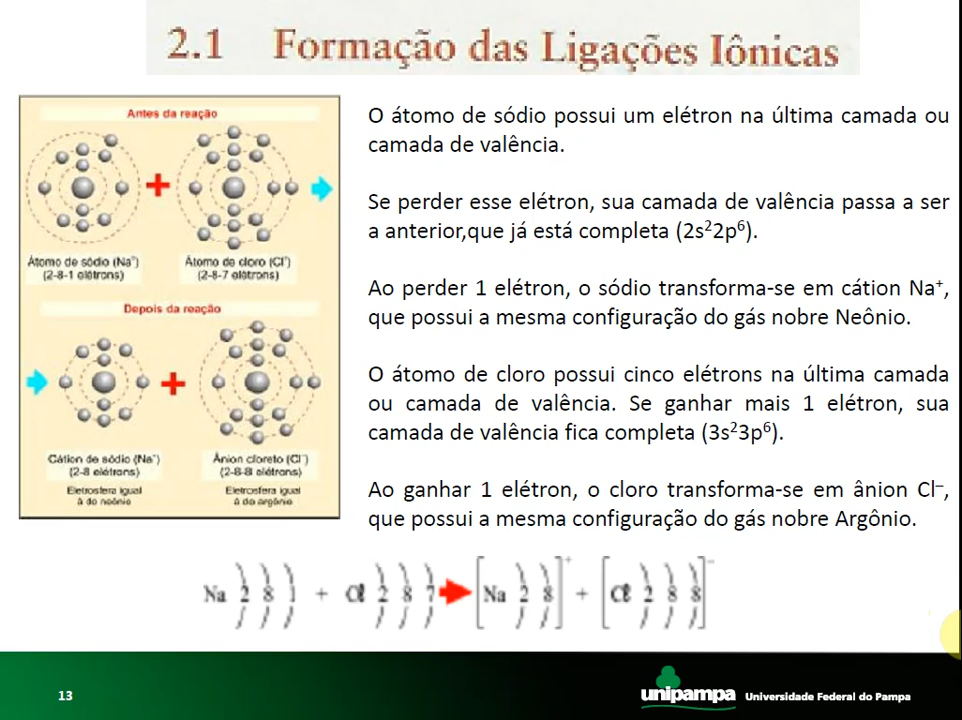 2.1 Formação das Ligações Iônicas
Antes da reação
Átomo de sódio (Na⁺)
(2-8-1 elétrons)
Átomo de cloro (Cl⁻)
(2-8-7 elétrons)
Depois da reação
Cátion de sódio (Na⁺)
(2-8 elétrons)
Eletrosfera igual
à do neônio
Ânion cloreto (Cl⁻)
(2-8-8 elétrons)
Eletrosfera igual
à do argônio
O átomo de sódio possui um elétron na última camada ou
camada de valência.
Se perder esse elétron, sua camada de valência passa a ser
a anterior,que já está completa (2s²2p⁶).
Ao perder 1 elétron, o sódio transforma-se em cátion Na⁺,
que possui a mesma configuração do gás nobre Neônio.
O átomo de cloro possui cinco elétrons na última camada
ou camada de valência. Se ganhar mais 1 elétron, sua
camada de valência fica completa (3s²3p⁶).
Ao ganhar 1 elétron, o cloro transforma-se em ânion Cl⁻,
que possui a mesma configuração do gás nobre Argônio.
Na 2 8 1 + Cℓ 2 8 7 [Na 2 8]⁺ + [Cℓ 2 8 8]⁻
13
unipampa Universidade Federal do Pampa